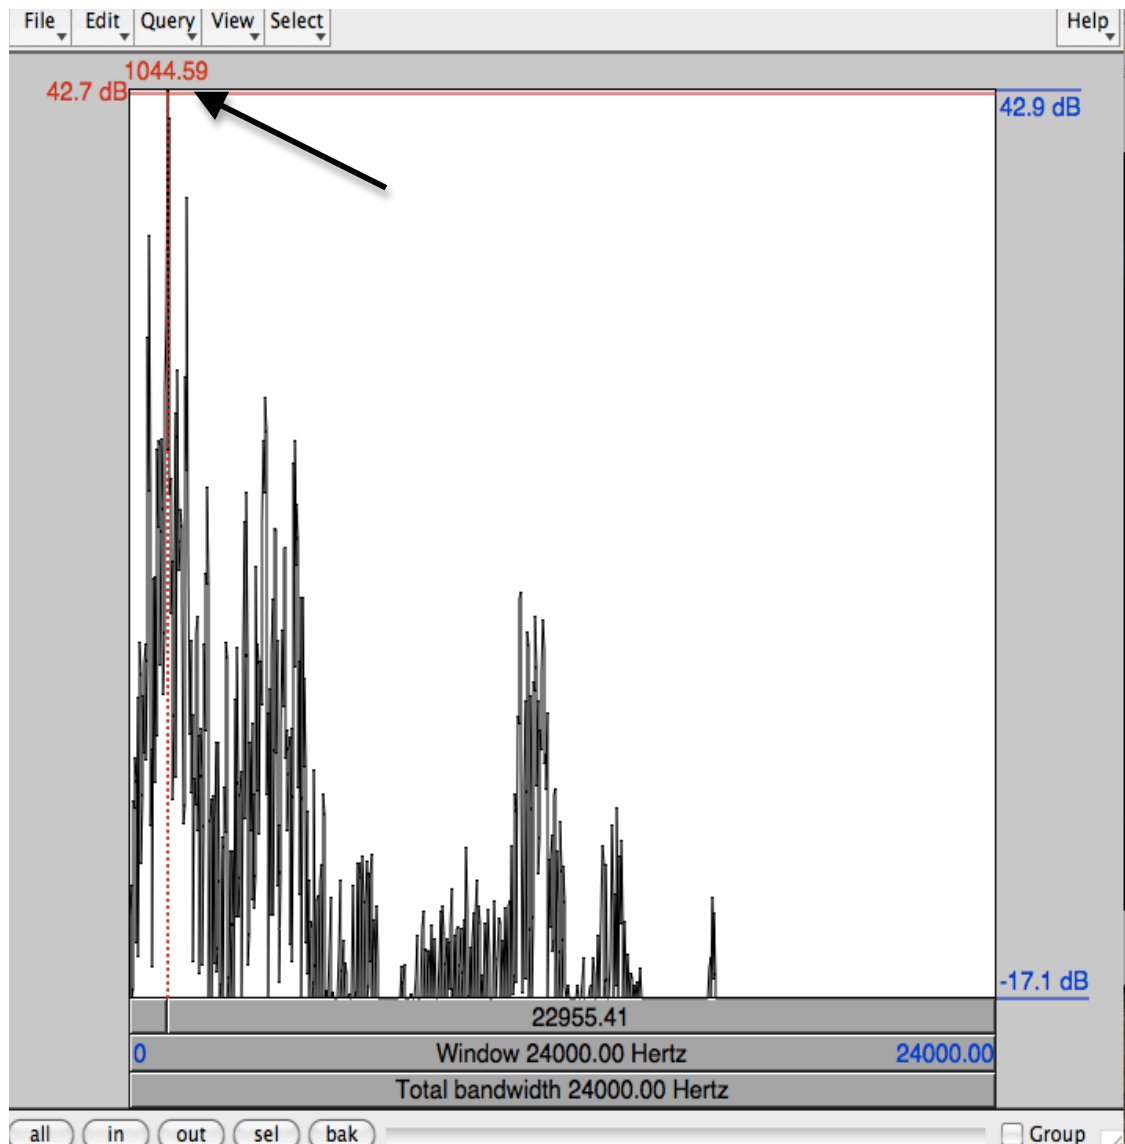 File Edit Query View Select Help
1044.59
42.7 dB
42.9 dB
-17.1 dB
22955.41
0 Window 24000.00 Hertz 24000.00
Total bandwidth 24000.00 Hertz
all in out sel bak Group